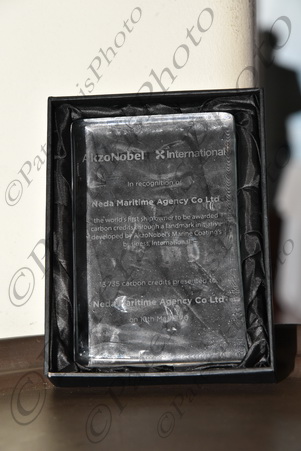 AkzoNobel International
In recognition of
Neda Maritime Agency Co Ltd
the world's first shipowner to be awarded
carbon credits through a landmark initiative
developed by AkzoNobel's Marine Coatings
business, International
735 carbon credits presented to
Neda Maritime Agency Co Ltd
on